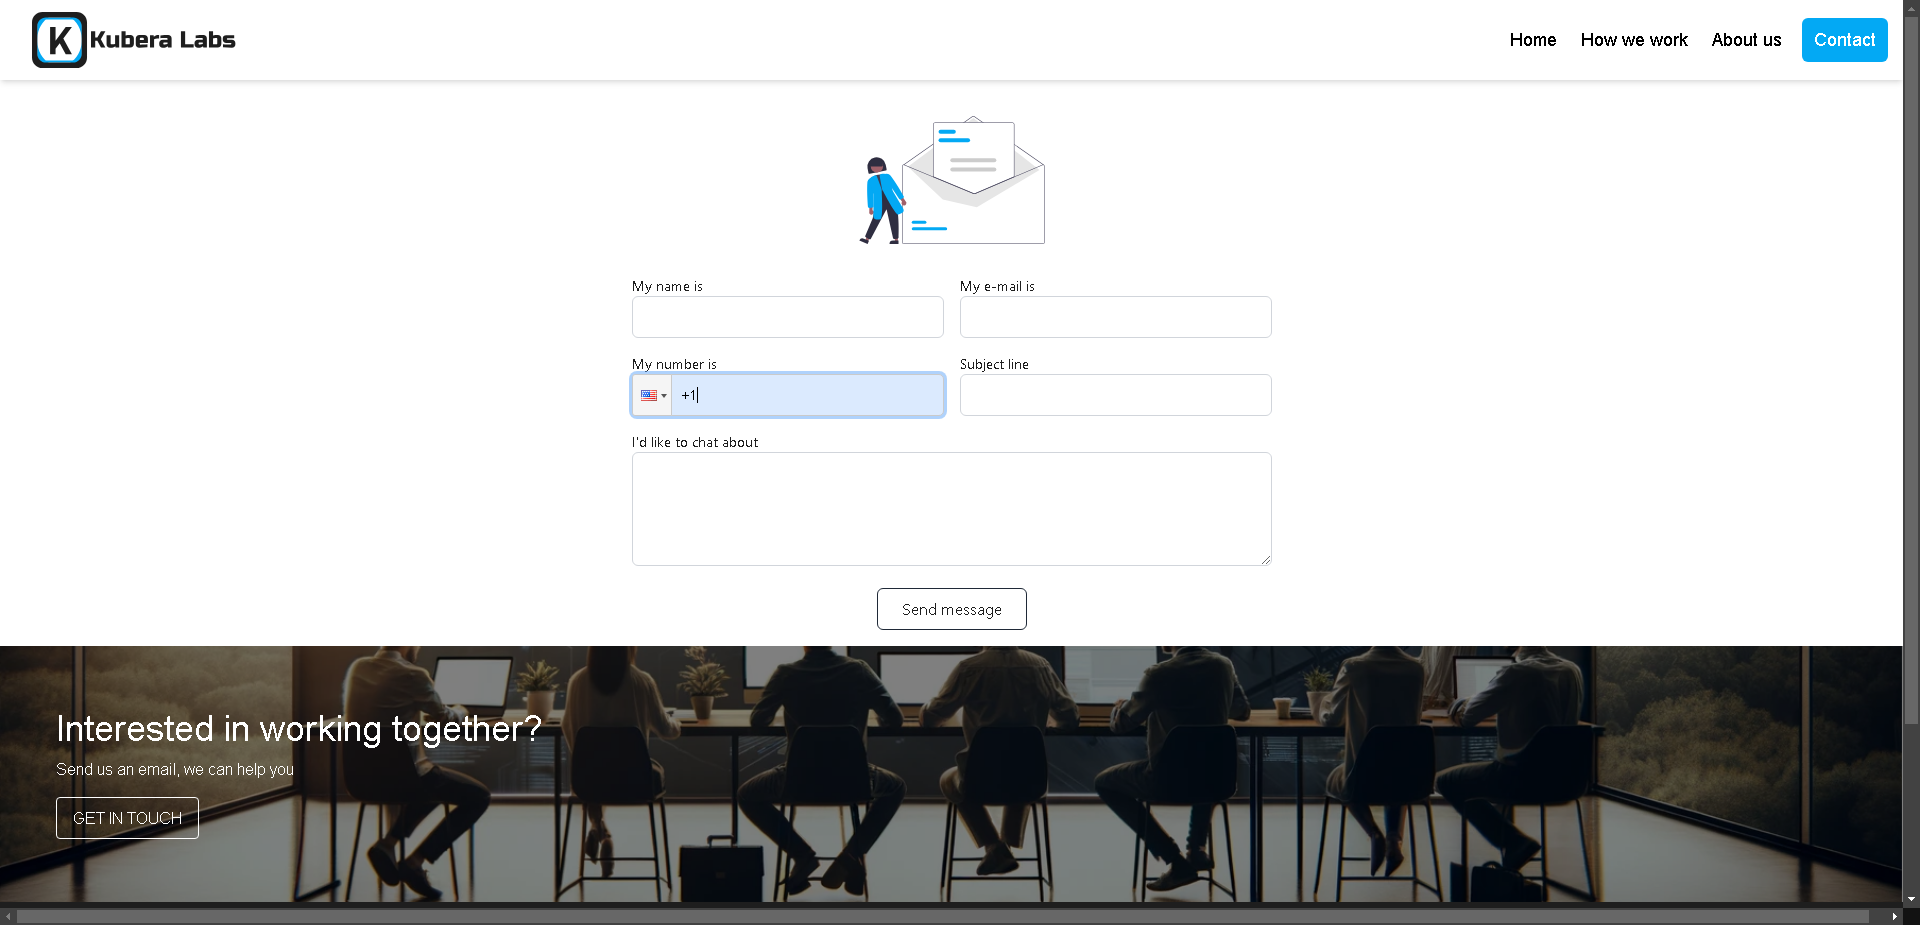 K Kubera Labs
Home How we work About us Contact
My name is My e-mail is
My number is Subject line
+1
I'd like to chat about
Send message
Interested in working together?
Send us an email, we can help you
GET IN TOUCH